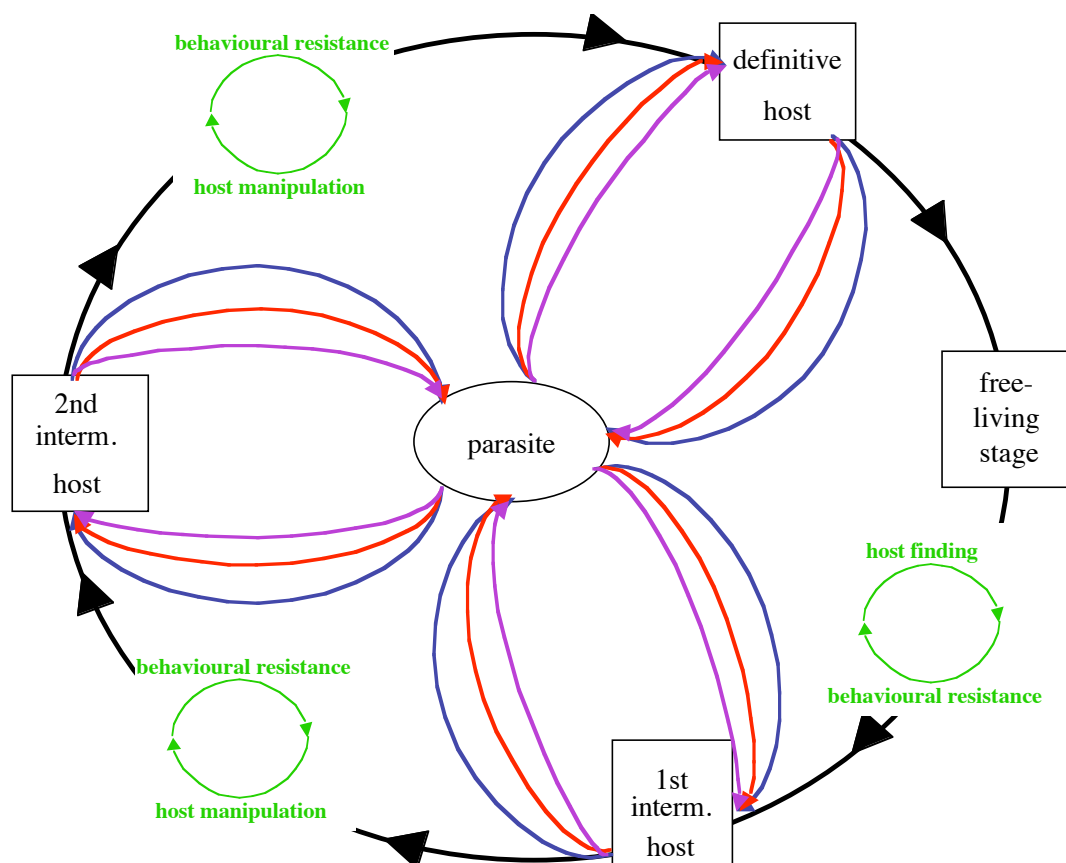 behavioural resistance
host manipulation
definitive
host
2nd
interm.
host
parasite
free-
living
stage
host finding
behavioural resistance
behavioural resistance
host manipulation
1st
interm.
host